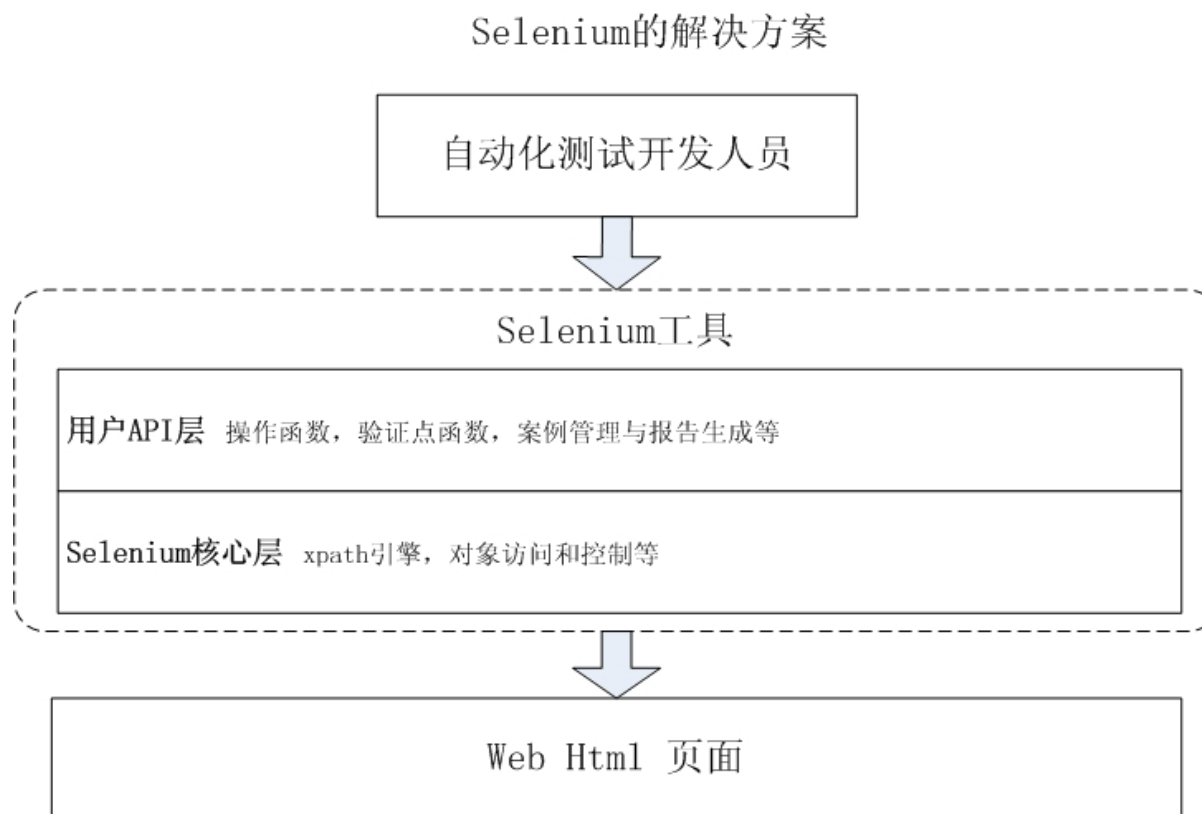 Selenium的解决方案
自动化测试开发人员
Selenium工具
用户API层 操作函数，验证点函数，案例管理与报告生成等
Selenium核心层 xpath引擎，对象访问和控制等
Web Html 页面